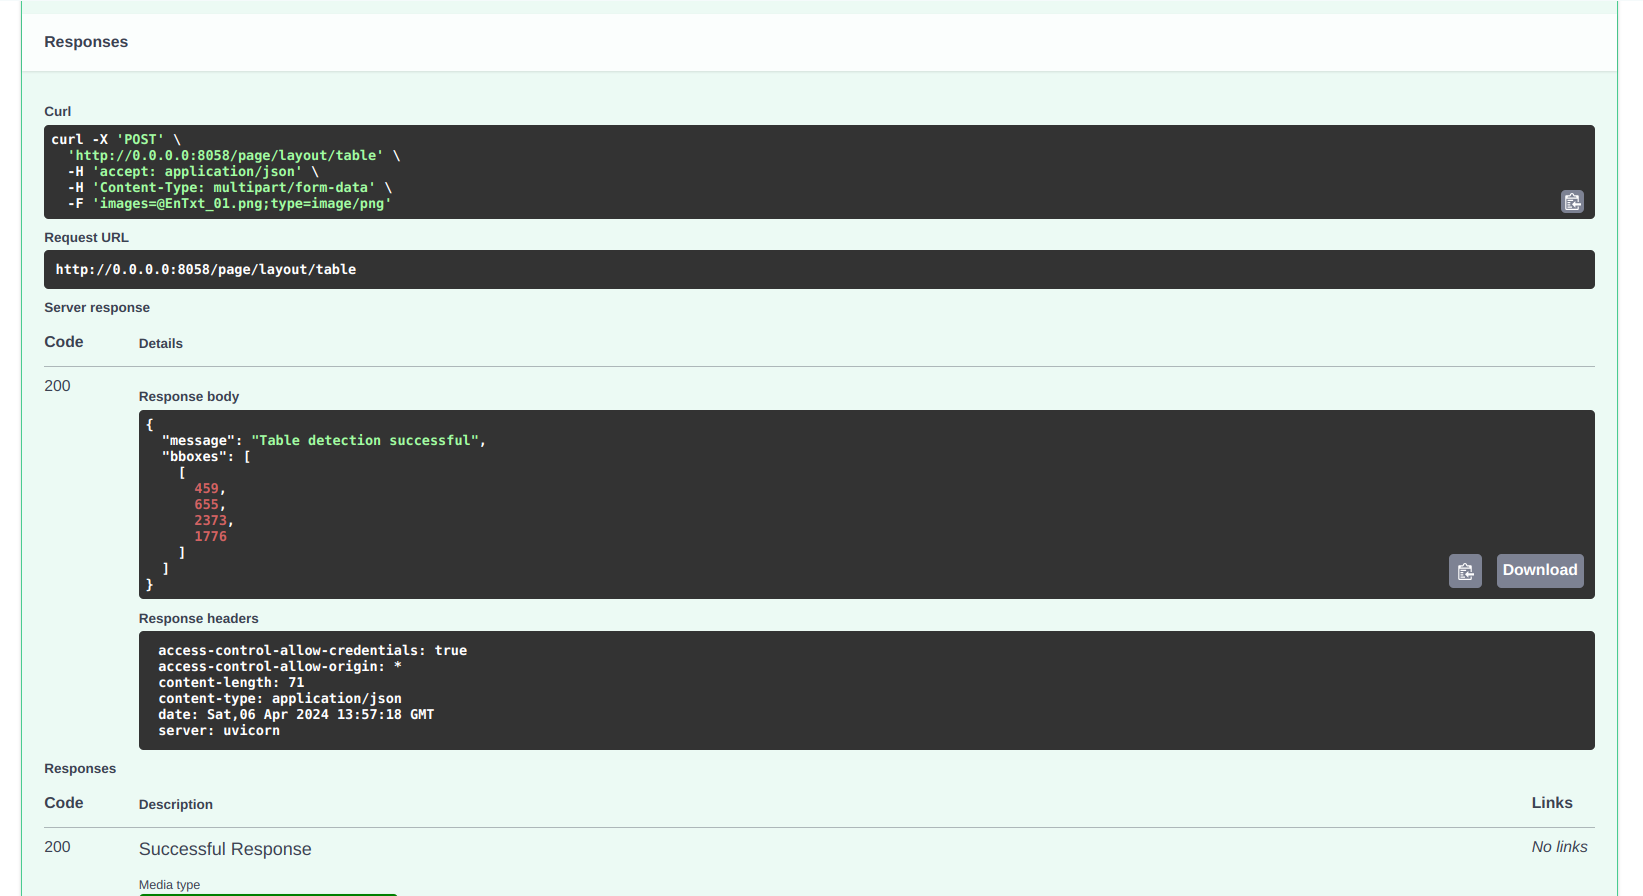 Responses
Curl
curl -X 'POST' \
  'http://0.0.0.0:8058/page/layout/table' \
  -H 'accept: application/json' \
  -H 'Content-Type: multipart/form-data' \
  -F 'images=@EnTxt_01.png;type=image/png'
Request URL
http://0.0.0.0:8058/page/layout/table
Server response
Code Details
200
Response body
{
  "message": "Table detection successful",
  "bboxes": [
    [
      459,
      655,
      2373,
      1776
    ]
  ]
}
Download
Response headers
access-control-allow-credentials: true
access-control-allow-origin: *
content-length: 71
content-type: application/json
date: Sat,06 Apr 2024 13:57:18 GMT
server: uvicorn
Responses
Code Description Links
200 Successful Response No links
Media type